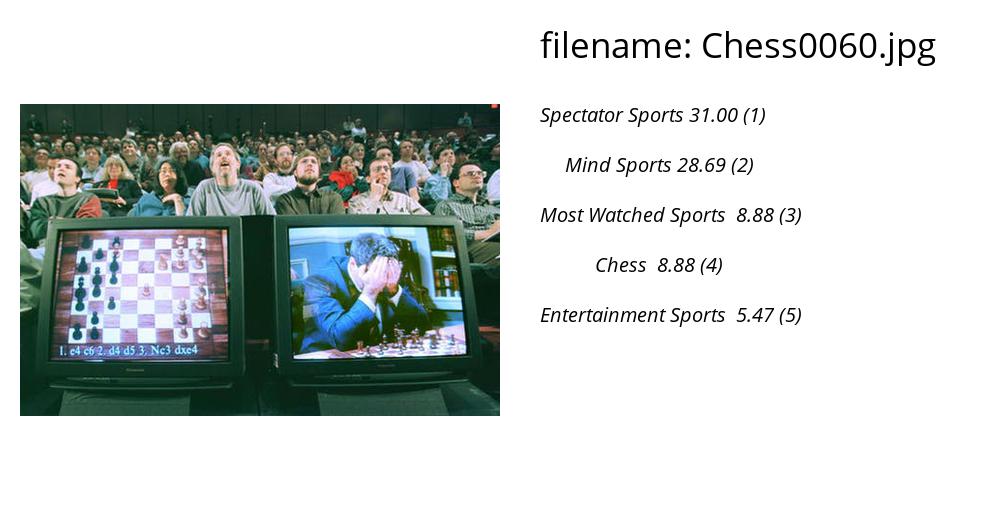 filename: Chess0060.jpg
Spectator Sports 31.00 (1)
Mind Sports 28.69 (2)
Most Watched Sports 8.88 (3)
Chess 8.88 (4)
Entertainment Sports 5.47 (5)
1. e4 c6 2. d4 d5 3. Nc3 dxe4